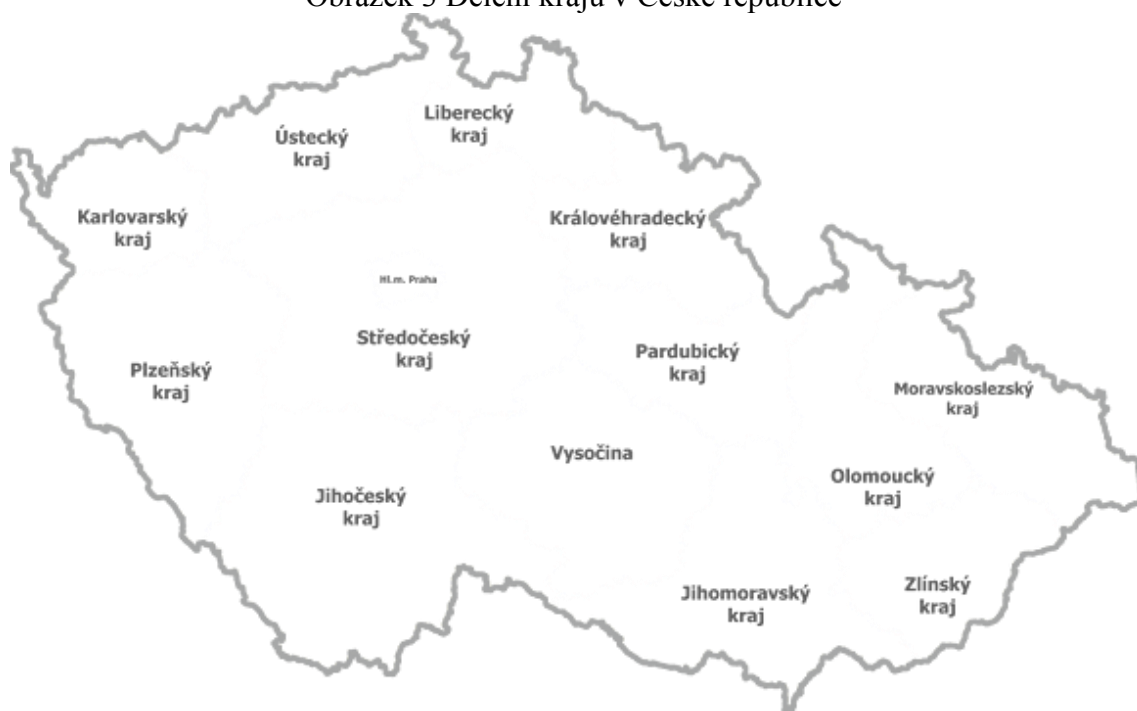 Obrázek 3 Dělení krajů v České republice
Liberecký
kraj
Ústecký
kraj
Karlovarský
kraj
Královéhradecký
kraj
Hl.m. Praha
Středočeský
kraj
Pardubický
kraj
Plzeňský
kraj
Moravskoslezský
kraj
Vysočina
Olomoucký
kraj
Jihočeský
kraj
Zlínský
kraj
Jihomoravský
kraj